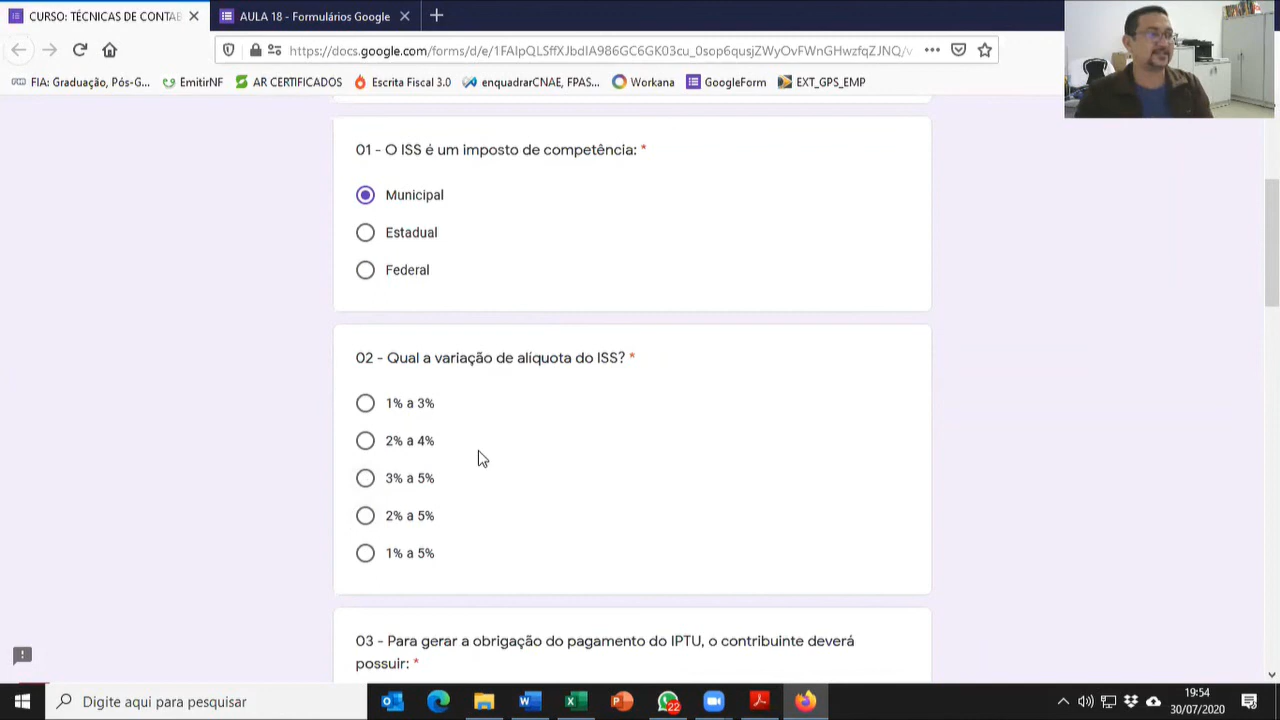 CURSO: TÉCNICAS DE CONTAB
AULA 18 - Formulários Google
https://docs.google.com/forms/d/e/1FAIpQLSffXJbdIA986GC6GK03cu_0sop6qusjZWyOvFWnGHwzfqZJNQ/v
FIA: Graduação, Pós-G...
EmitirNF
AR CERTIFICADOS
Escrita Fiscal 3.0
enquadrarCNAE, FPAS...
Workana
GoogleForm
EXT_GPS_EMP
01 - O ISS é um imposto de competência: *
Municipal
Estadual
Federal
02 - Qual a variação de alíquota do ISS? *
1% a 3%
2% a 4%
3% a 5%
2% a 5%
1% a 5%
03 - Para gerar a obrigação do pagamento do IPTU, o contribuinte deverá
possuir: *
Digite aqui para pesquisar
22
19:54
30/07/2020